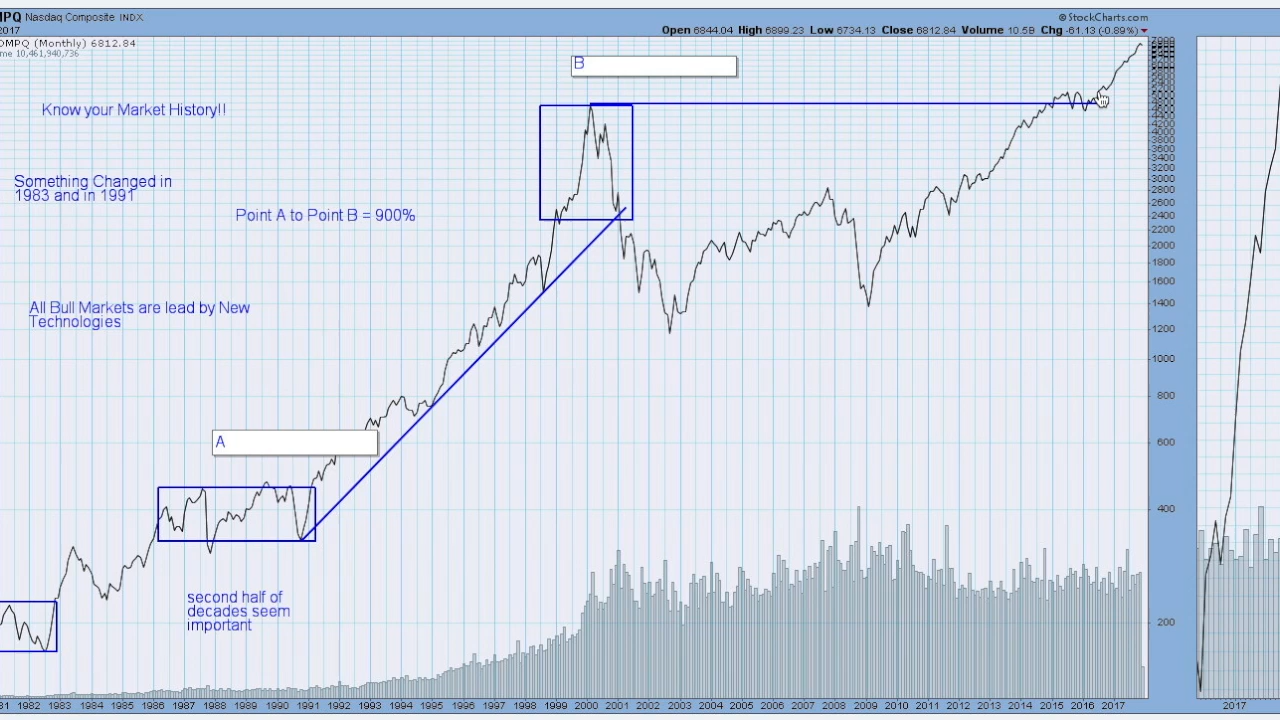 MPQ Nasdaq Composite INDX
© StockCharts.com
2017
Open 6844.04 High 6899.23 Low 6734.13 Close 6812.84 Volume 10.5B Chg -61.13 (-0.89%)
OMPQ (Monthly) 6812.84
me 10,461,940,736
B
Know your Market History!!
Something Changed in
1983 and in 1991
Point A to Point B = 900%
All Bull Markets are lead by New
Technologies
A
second half of
decades seem
important
7000
5000
4400
4200
4000
3600
3400
3200
3000
2800
2600
2400
2200
2000
1800
1600
1400
1200
1000
800
600
400
200
81 1982 1983 1984 1985 1986 1987 1988 1989 1990 1991 1992 1993 1994 1995 1996 1997 1998 1999 2000 2001 2002 2003 2004 2005 2006 2007 2008 2009 2010 2011 2012 2013 2014 2015 2016 2017
2017